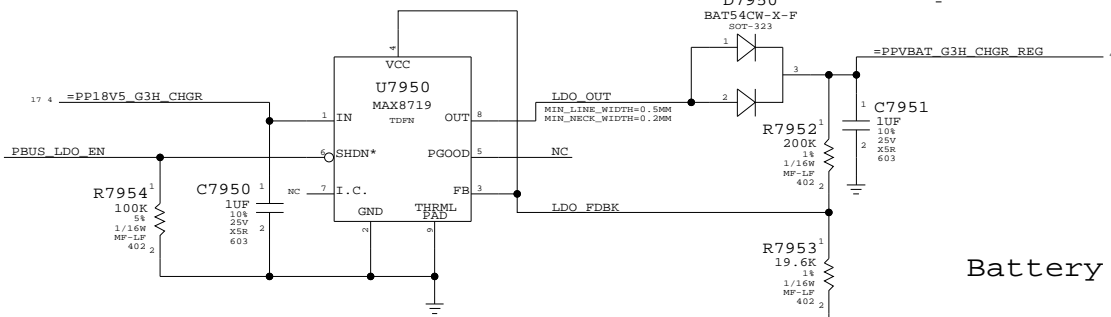 D7950
BAT54CW-X-F
SOT-323
=PPVBAT_G3H_CHGR_REG
4
VCC
U7950
MAX8719
TDFN
1
2
3
17 4
=PP18V5_G3H_CHGR
1
IN
OUT
8
LDO_OUT
MIN_LINE_WIDTH=0.5MM
MIN_NECK_WIDTH=0.2MM
PBUS_LDO_EN
6
SHDN*
PGOOD
5
NC
NC
7
I.C.
FB
3
LDO_FDBK
GND
THRML
PAD
2
9
R7954
1
100K
5%
1/16W
MF-LF
402
2
C7950
1
1UF
10%
25V
X5R
603
2
R7952
1
200K
1%
1/16W
MF-LF
402
2
C7951
1
1UF
10%
25V
X5R
603
2
R7953
1
19.6K
1%
1/16W
MF-LF
402
2
Battery